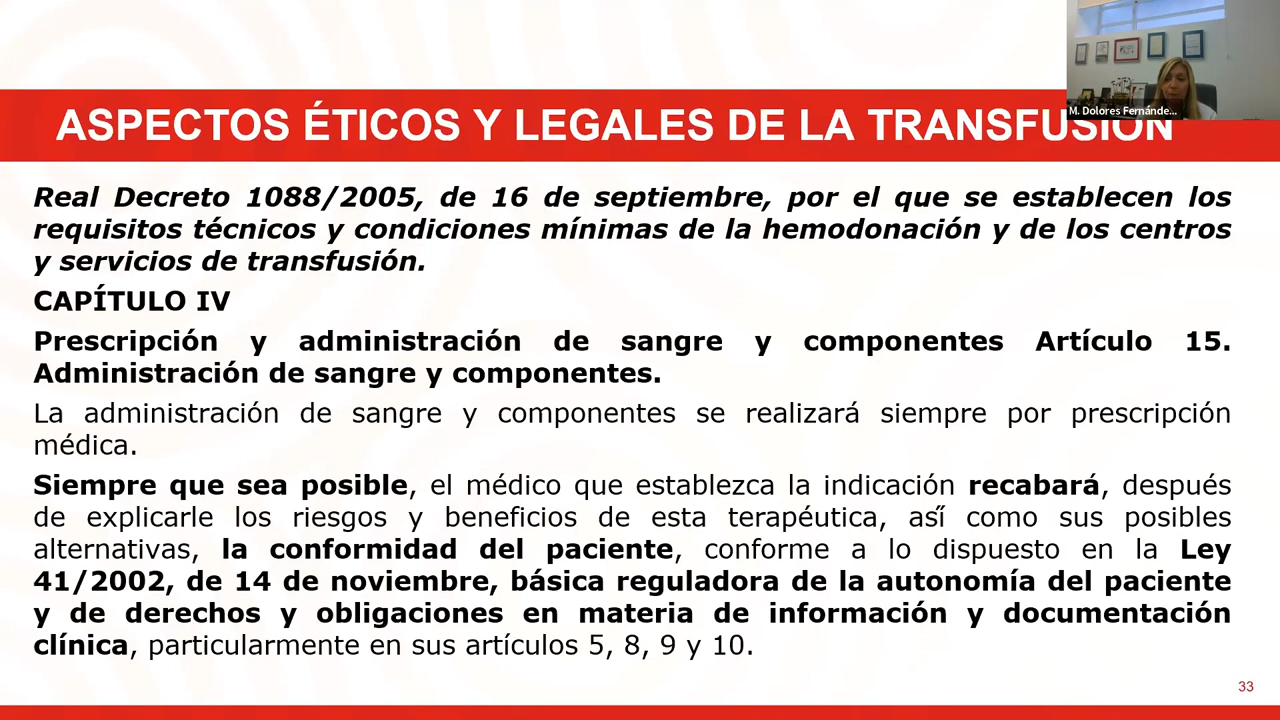 M. Dolores Fernánde...
ASPECTOS ÉTICOS Y LEGALES DE LA TRANSFUSIÓN
Real Decreto 1088/2005, de 16 de septiembre, por el que se establecen los
requisitos técnicos y condiciones mínimas de la hemodonación y de los centros
y servicios de transfusión.
CAPÍTULO IV
Prescripción y administración de sangre y componentes Artículo 15.
Administración de sangre y componentes.
La administración de sangre y componentes se realizará siempre por prescripción
médica.
Siempre que sea posible, el médico que establezca la indicación recabará, después
de explicarle los riesgos y beneficios de esta terapéutica, así como sus posibles
alternativas, la conformidad del paciente, conforme a lo dispuesto en la Ley
41/2002, de 14 de noviembre, básica reguladora de la autonomía del paciente
y de derechos y obligaciones en materia de información y documentación
clínica, particularmente en sus artículos 5, 8, 9 y 10.
33